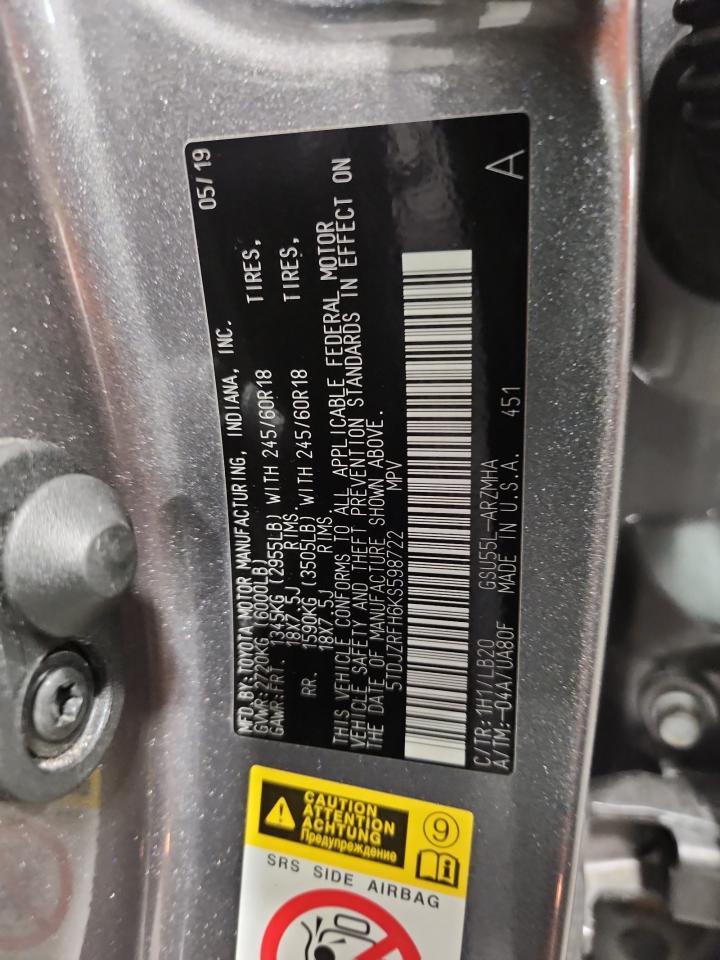 MFD.BY:TOYOTA MOTOR MANUFACTURING, INDIANA, INC. 05/19
GVWR:2720KG (6000LB)
GAWR:FR. 1345KG (2955LB) WITH 245/60R18 TIRES,
18X7.5J RIMS.
RR. 1590KG (3505LB) WITH 245/60R18 TIRES,
18X7.5J RIMS.
THIS VEHICLE CONFORMS TO ALL APPLICABLE FEDERAL MOTOR
VEHICLE SAFETY AND THEFT PREVENTION STANDARDS IN EFFECT ON
THE DATE OF MANUFACTURE SHOWN ABOVE.
5TDJZRFH6KS598722 MPV
C/TR:1H1/LB20 GSU55L-ARZMHA 451
A/TM:-04A/UA80F MADE IN U.S.A. A
CAUTION
ATTENTION
ACHTUNG
Предупреждение
9
i
SRS SIDE AIRBAG